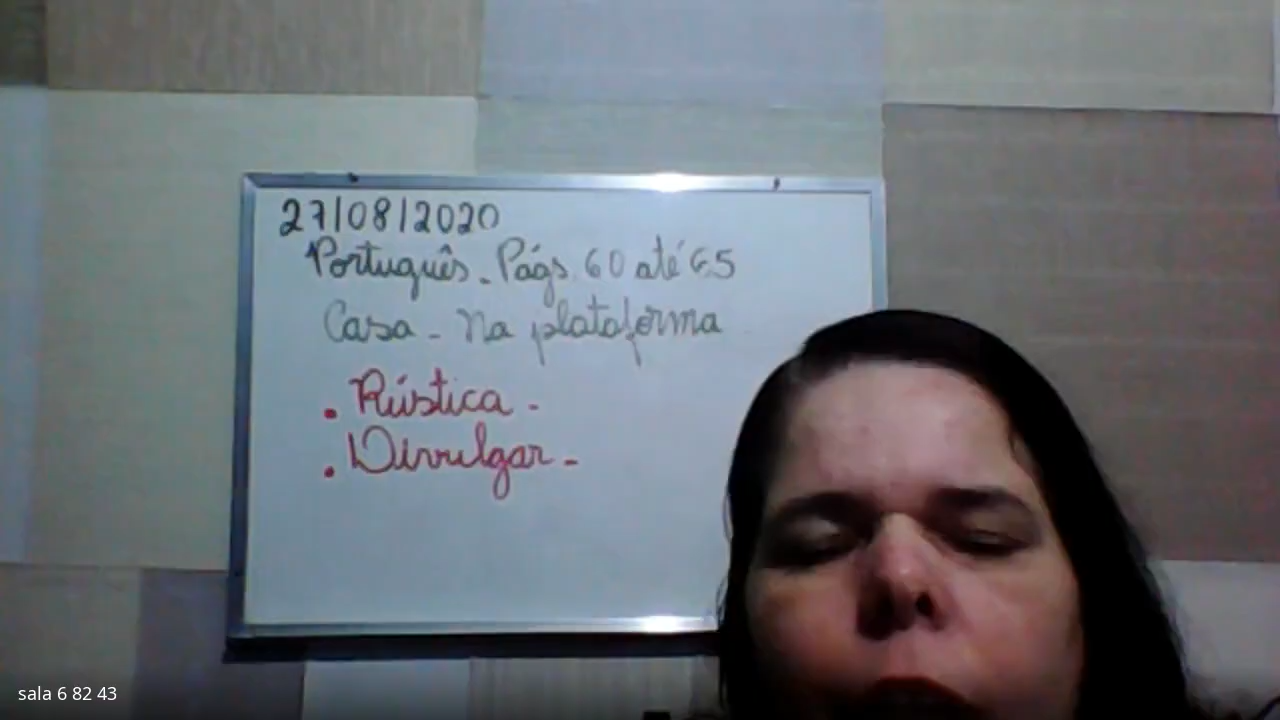 27/08/2020
Português - Págs. 60 até 65
Casa - Na plataforma
. Rústica -
. Divulgar -
sala 6 82 43